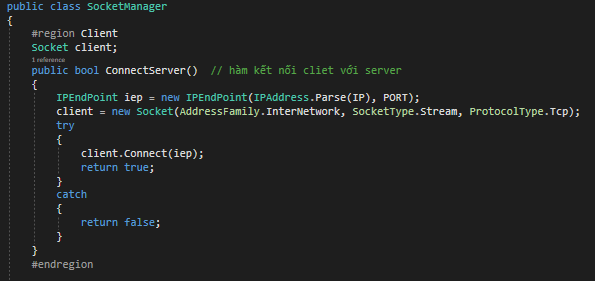 public class SocketManager
{
#region Client
Socket client;
1 reference
public bool ConnectServer()  // hàm kết nối cliet với server
{
IPEndPoint iep = new IPEndPoint(IPAddress.Parse(IP), PORT);
client = new Socket(AddressFamily.InterNetwork, SocketType.Stream, ProtocolType.Tcp);
try
{
client.Connect(iep);
return true;
}
catch
{
return false;
}
}
#endregion